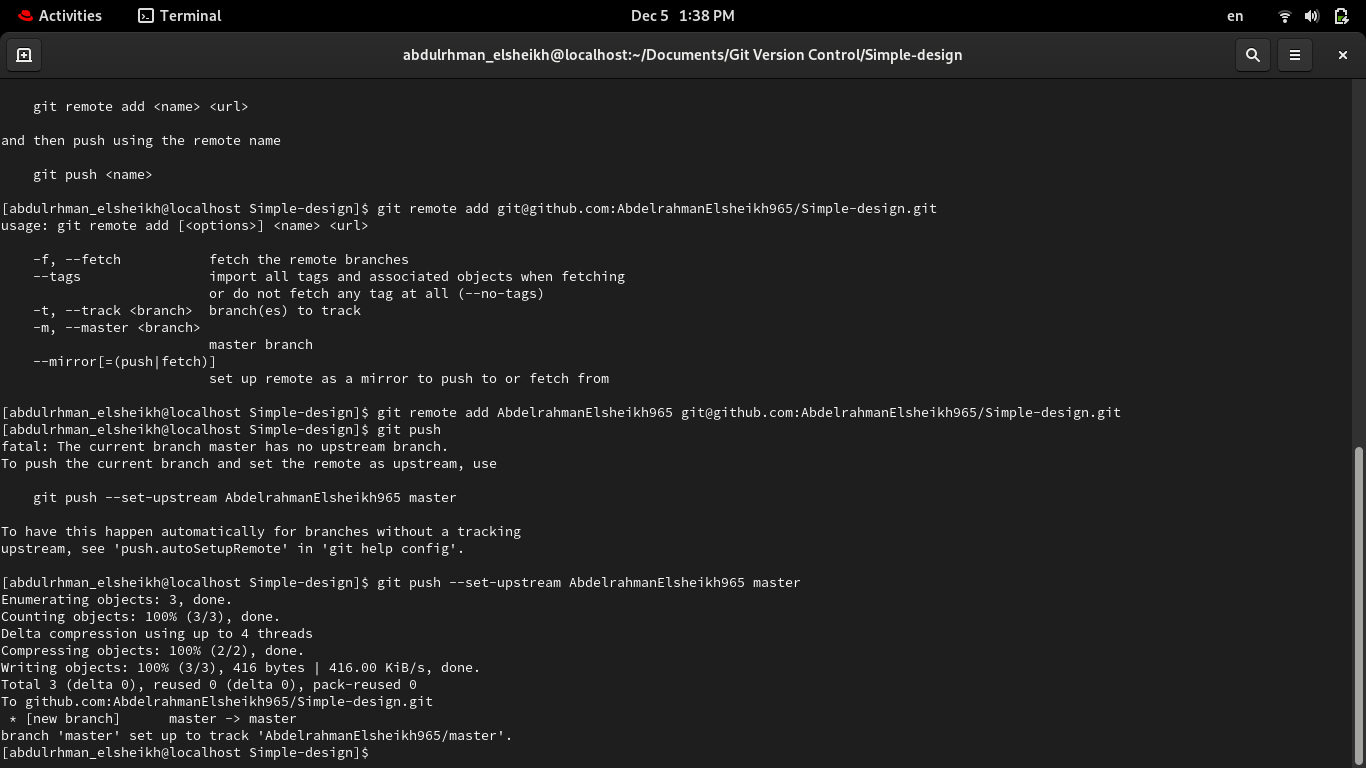 Activities Terminal Dec 5 1:38 PM en
abdulrhman_elsheikh@localhost:~/Documents/Git Version Control/Simple-design
    git remote add <name> <url>
and then push using the remote name
    git push <name>
[abdulrhman_elsheikh@localhost Simple-design]$ git remote add git@github.com:AbdelrahmanElsheikh965/Simple-design.git
usage: git remote add [<options>] <name> <url>
    -f, --fetch           fetch the remote branches
    --tags                import all tags and associated objects when fetching
                          or do not fetch any tag at all (--no-tags)
    -t, --track <branch>  branch(es) to track
    -m, --master <branch>
                          master branch
    --mirror[=(push|fetch)]
                          set up remote as a mirror to push to or fetch from
[abdulrhman_elsheikh@localhost Simple-design]$ git remote add AbdelrahmanElsheikh965 git@github.com:AbdelrahmanElsheikh965/Simple-design.git
[abdulrhman_elsheikh@localhost Simple-design]$ git push
fatal: The current branch master has no upstream branch.
To push the current branch and set the remote as upstream, use
    git push --set-upstream AbdelrahmanElsheikh965 master
To have this happen automatically for branches without a tracking
upstream, see 'push.autoSetupRemote' in 'git help config'.
[abdulrhman_elsheikh@localhost Simple-design]$ git push --set-upstream AbdelrahmanElsheikh965 master
Enumerating objects: 3, done.
Counting objects: 100% (3/3), done.
Delta compression using up to 4 threads
Compressing objects: 100% (2/2), done.
Writing objects: 100% (3/3), 416 bytes | 416.00 KiB/s, done.
Total 3 (delta 0), reused 0 (delta 0), pack-reused 0
To github.com:AbdelrahmanElsheikh965/Simple-design.git
 * [new branch]      master -> master
branch 'master' set up to track 'AbdelrahmanElsheikh965/master'.
[abdulrhman_elsheikh@localhost Simple-design]$